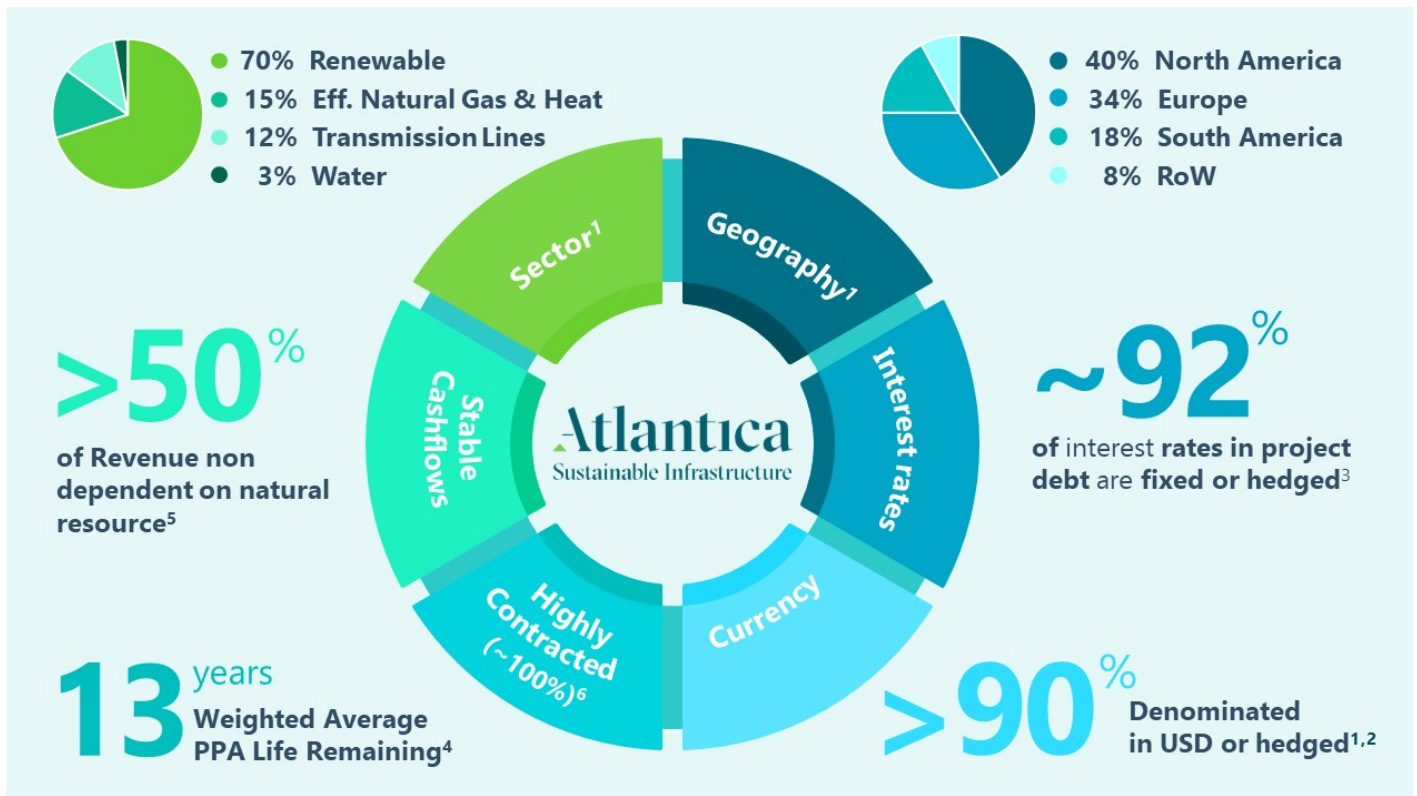 70% Renewable
15% Eff. Natural Gas & Heat
12% Transmission Lines
3% Water
40% North America
34% Europe
18% South America
8% RoW
Sector¹
Geography¹
>50%
of Revenue non
dependent on natural
resource⁵
Stable
Cashflows
Atlantica
Sustainable Infrastructure
Interest rates
~92%
of interest rates in project
debt are fixed or hedged³
13 years
Weighted Average
PPA Life Remaining⁴
Highly
Contracted
(~100%)⁶
Currency
>90%
Denominated
in USD or hedged¹,²